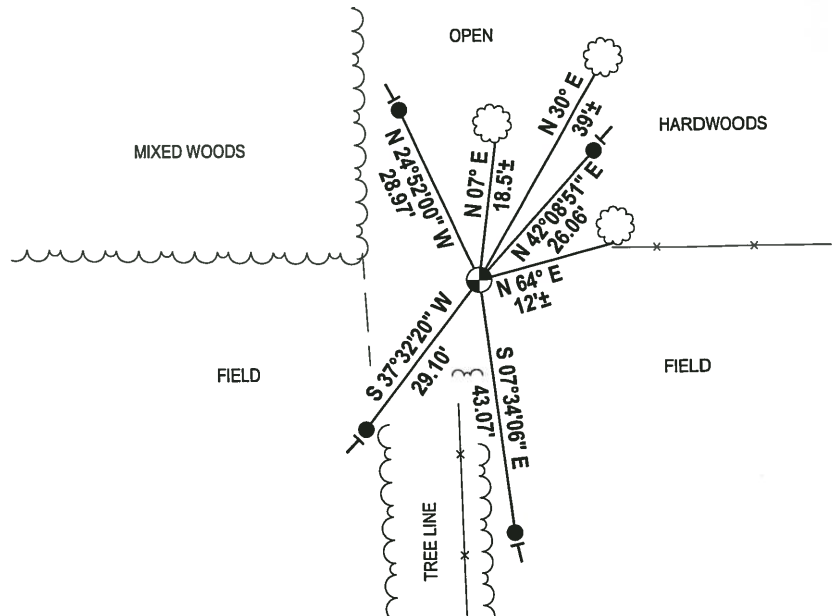 OPEN
MIXED WOODS
HARDWOODS
N 24°52'00" W
28.97'
N 07° E
18.5'±
N 30° E
39'±
N 42°08'51" E
26.06'
N 64° E
12'±
S 37°32'20" W
29.10'
S 07°34'06" E
43.07'
FIELD
FIELD
TREE LINE